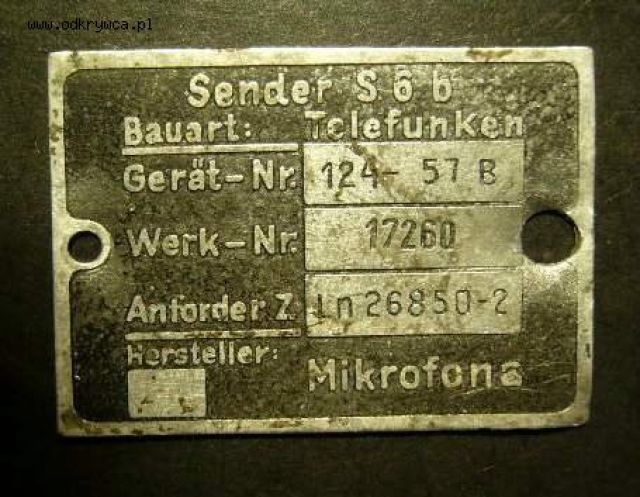 www.odkrywca.pl
Sender S 6 b
Bauart: Telefunken
Gerät-Nr. 124-57 B
Werk-Nr. 17260
Anforder Z. Ln 26850-2
Hersteller: Mikrofona